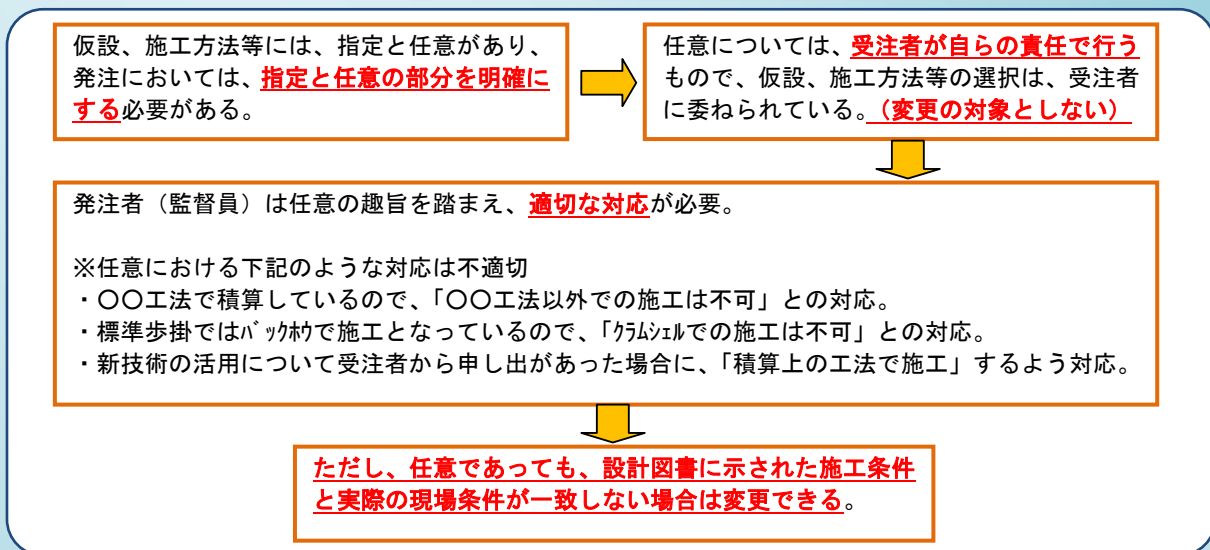 仮設、施工方法等には、指定と任意があり、
発注においては、指定と任意の部分を明確に
する必要がある。
任意については、受注者が自らの責任で行う
もので、仮設、施工方法等の選択は、受注者
に委ねられている。（変更の対象としない）
発注者（監督員）は任意の趣旨を踏まえ、適切な対応が必要。
※任意における下記のような対応は不適切
・〇〇工法で積算しているので、「〇〇工法以外での施工は不可」との対応。
・標準歩掛ではﾊﾞｯｸﾎｳで施工となっているので、「ｸﾗﾑｼｪﾙでの施工は不可」との対応。
・新技術の活用について受注者から申し出があった場合に、「積算上の工法で施工」するよう対応。
ただし、任意であっても、設計図書に示された施工条件
と実際の現場条件が一致しない場合は変更できる。